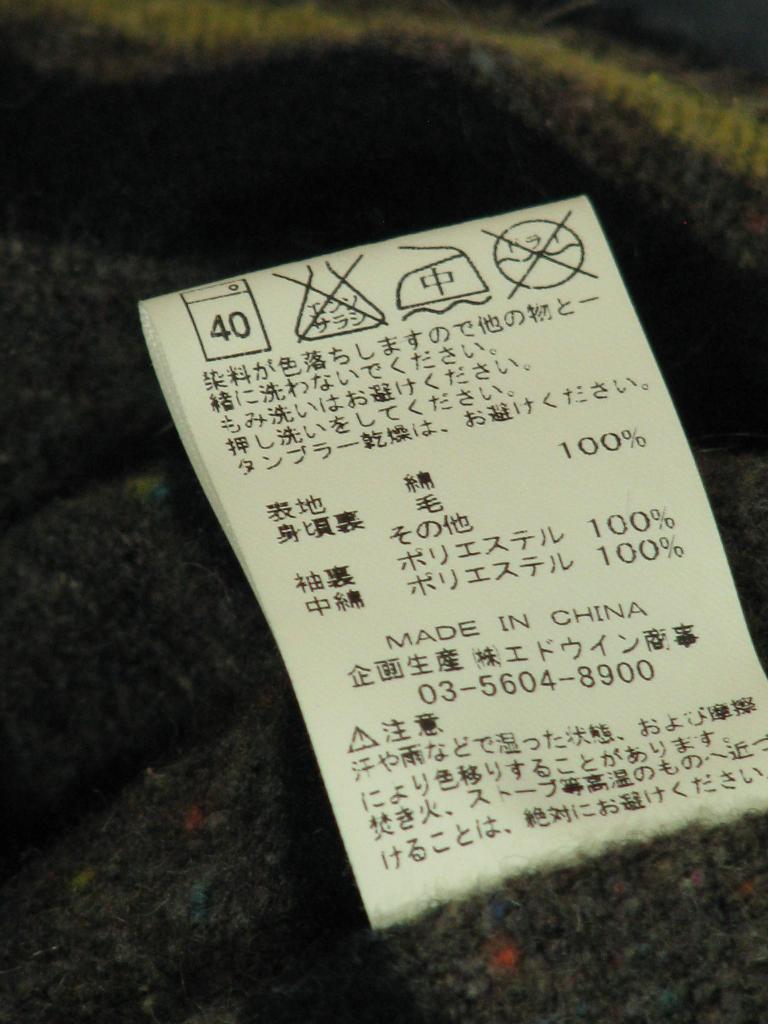 40 エンソサラシ 中 ドライ
染料が色落ちしますので他の物と一
緒に洗わないでください。
もみ洗いはお避けください。
押し洗いをしてください。
タンブラー乾燥は、お避けください。
表地 綿 100%
身頃裏 毛
その他
袖裏 ポリエステル 100%
中綿 ポリエステル 100%
MADE IN CHINA
企画生産 ㈱エドウイン商事
03-5604-8900
⚠注意
汗や雨などで湿った状態、および摩擦
により色移りすることがあります。
焚き火、ストーブ等高温のものへ近づ
けることは、絶対にお避けください。